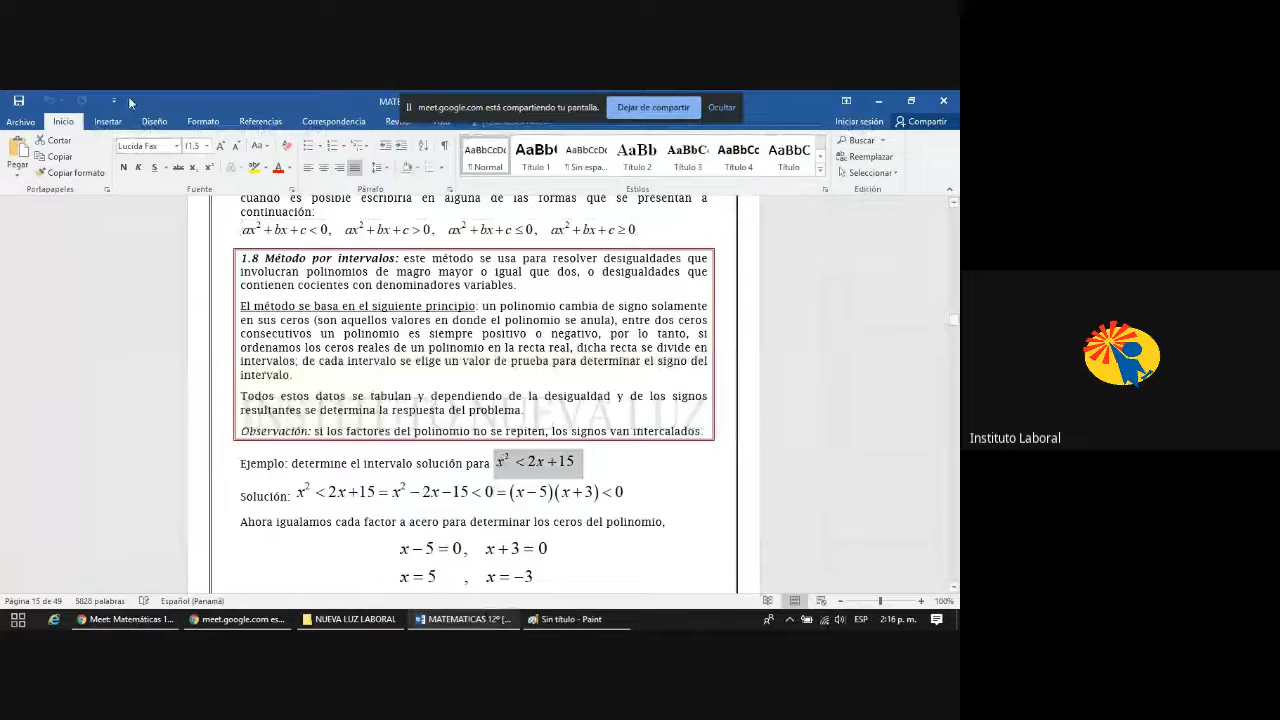 MATE
meet.google.com está compartiendo tu pantalla.
Dejar de compartir
Ocultar
Archivo Inicio Insertar Diseño Formato Referencias Correspondencia
Iniciar sesión Compartir
Pegar
Cortar
Copiar
Copiar formato
Portapapeles
Lucida Fax 11.5
N K S abc x₂ x²
Fuente
Párrafo
AaBbCcDc AaBb( AaBbCcDc AaBb AaBbC AaBbCc AaBbC
¶ Normal Título 1 ¶ Sin espa... Título 2 Título 3 Título 4 Título
Estilos
Buscar
Reemplazar
Seleccionar
Edición
cuando es posible escribiría en alguna de las formas que se presentan a
continuación:
ax² + bx + c < 0, ax² + bx + c > 0, ax² + bx + c ≤ 0, ax² + bx + c ≥ 0
1.8 Método por intervalos: este método se usa para resolver desigualdades que
involucran polinomios de magro mayor o igual que dos, o desigualdades que
contienen cocientes con denominadores variables.
El método se basa en el siguiente principio: un polinomio cambia de signo solamente
en sus ceros (son aquellos valores en donde el polinomio se anula), entre dos ceros
consecutivos un polinomio es siempre positivo o negativo, por lo tanto, si
ordenamos los ceros reales de un polinomio en la recta real, dicha recta se divide en
intervalos; de cada intervalo se elige un valor de prueba para determinar el signo del
intervalo.
Todos estos datos se tabulan y dependiendo de la desigualdad y de los signos
resultantes se determina la respuesta del problema.
INSTITUTO NUEVA LUZ
Observación: si los factores del polinomio no se repiten, los signos van intercalados.
Ejemplo: determine el intervalo solución para x² < 2x + 15
Solución: x² < 2x + 15 = x² − 2x − 15 < 0 = (x − 5)(x + 3) < 0
Ahora igualamos cada factor a acero para determinar los ceros del polinomio,
x − 5 = 0, x + 3 = 0
x = 5 , x = −3
Página 15 de 49 5828 palabras Español (Panamá) 100%
Meet: Matemáticas 1... meet.google.com es... NUEVA LUZ LABORAL MATEMATICAS 12º [... Sin título - Paint
ESP 2:16 p. m.
Instituto Laboral